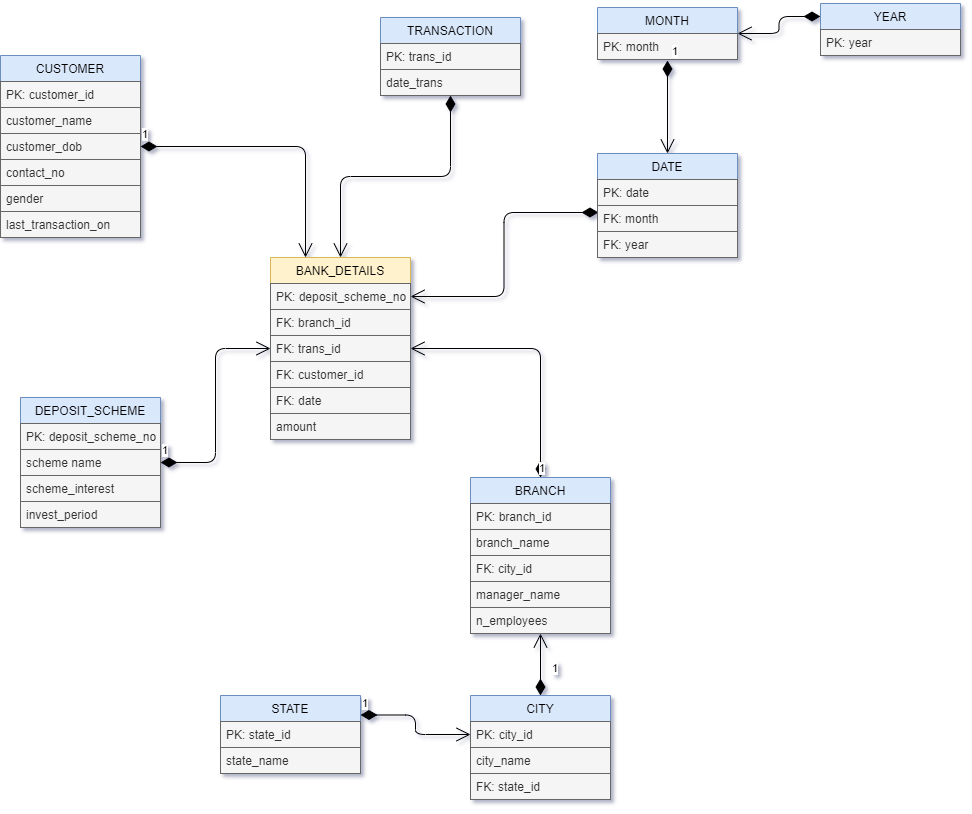 TRANSACTION
PK: trans_id
date_trans
MONTH
PK: month
1
YEAR
PK: year
CUSTOMER
PK: customer_id
customer_name
customer_dob
contact_no
gender
last_transaction_on
1
DATE
PK: date
FK: month
FK: year
BANK_DETAILS
PK: deposit_scheme_no
FK: branch_id
FK: trans_id
FK: customer_id
FK: date
amount
DEPOSIT_SCHEME
PK: deposit_scheme_no
scheme name
scheme_interest
invest_period
1
1
BRANCH
PK: branch_id
branch_name
FK: city_id
manager_name
n_employees
1
STATE
PK: state_id
state_name
1
CITY
PK: city_id
city_name
FK: state_id